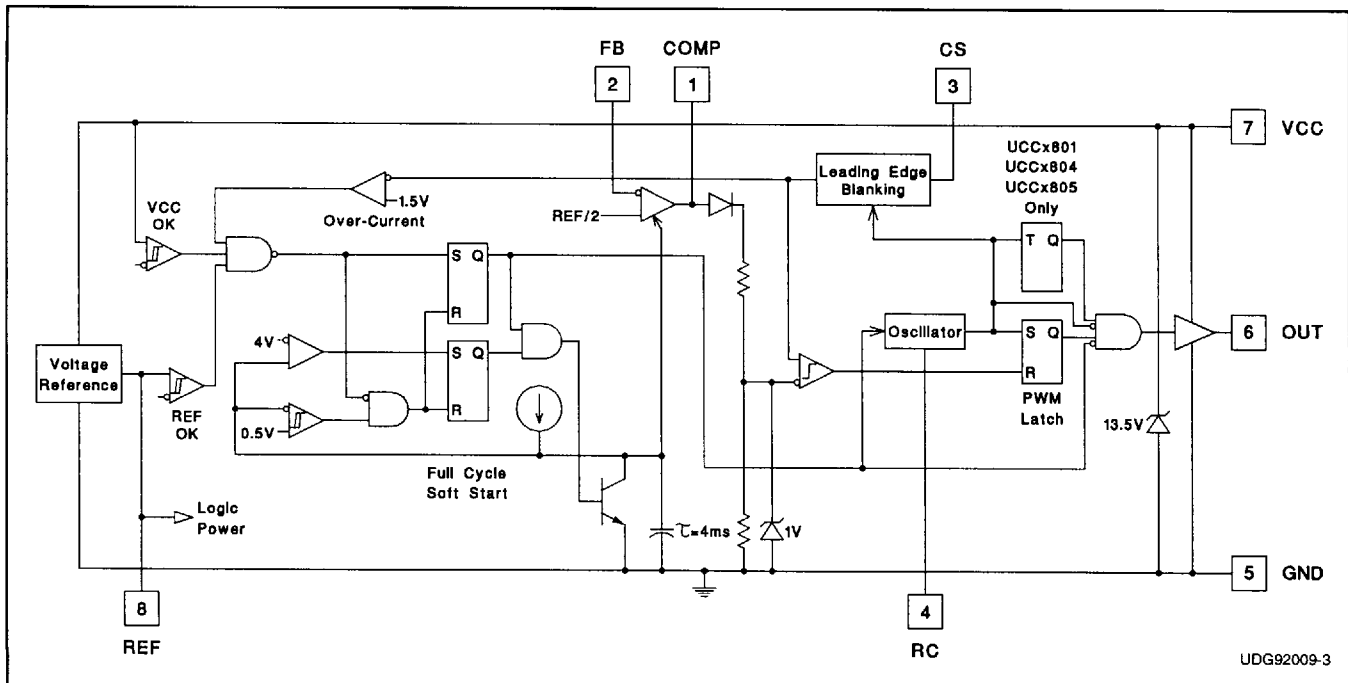 FB
COMP
CS
2
1
3
7 VCC
UCCx801
UCCx804
UCCx805
Only
Leading Edge
Blanking
1.5V
Over-Current
REF/2
VCC
OK
T Q
S Q
R
Oscillator
S Q
R
PWM
Latch
6 OUT
4V
S Q
R
Voltage
Reference
REF
OK
0.5V
13.5V
Full Cycle
Soft Start
Logic
Power
τ=4ms
1V
5 GND
8
REF
4
RC
UDG92009-3